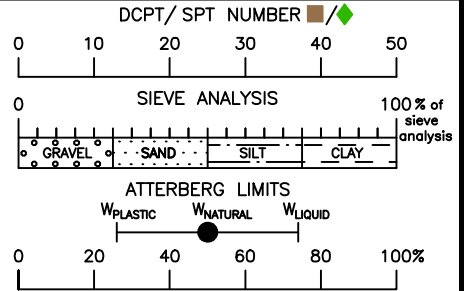 DCPT/ SPT NUMBER /
0 10 20 30 40 50
SIEVE ANALYSIS
0 100% of
sieve
analysis
GRAVEL SAND SILT CLAY
ATTERBERG LIMITS
WPLASTIC WNATURAL WLIQUID
0 20 40 60 80 100%